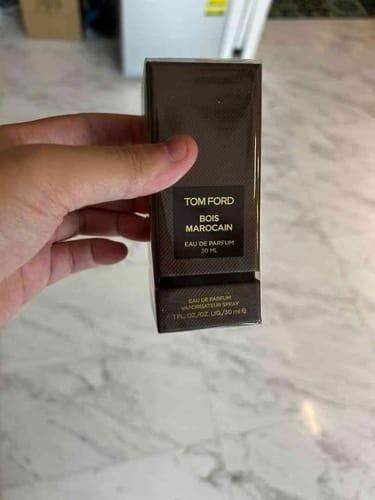 TOM FORD
BOIS
MAROCAIN
EAU DE PARFUM
30 ML
EAU DE PARFUM
VAPORISATEUR SPRAY
1 FL. OZ./OZ. LIQ./30 ml ℮